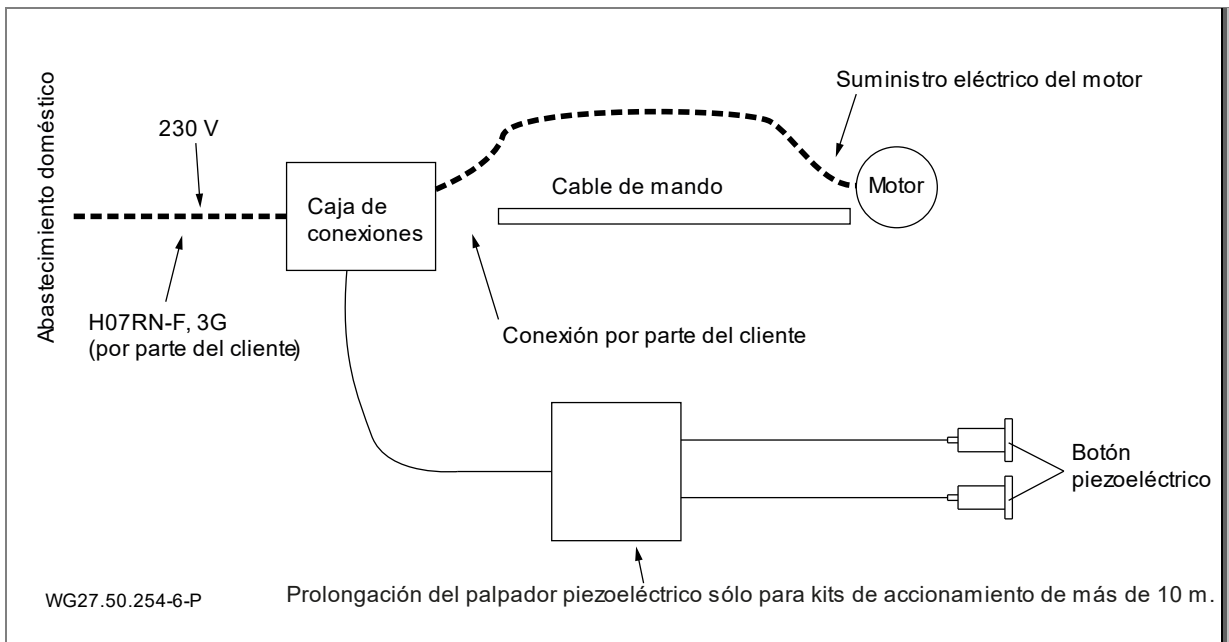 Abastecimiento doméstico
230 V
Suministro eléctrico del motor
Motor
Cable de mando
Caja de
conexiones
H07RN-F, 3G
(por parte del cliente)
Conexión por parte del cliente
Botón
piezoeléctrico
WG27.50.254-6-P
Prolongación del palpador piezoeléctrico sólo para kits de accionamiento de más de 10 m.